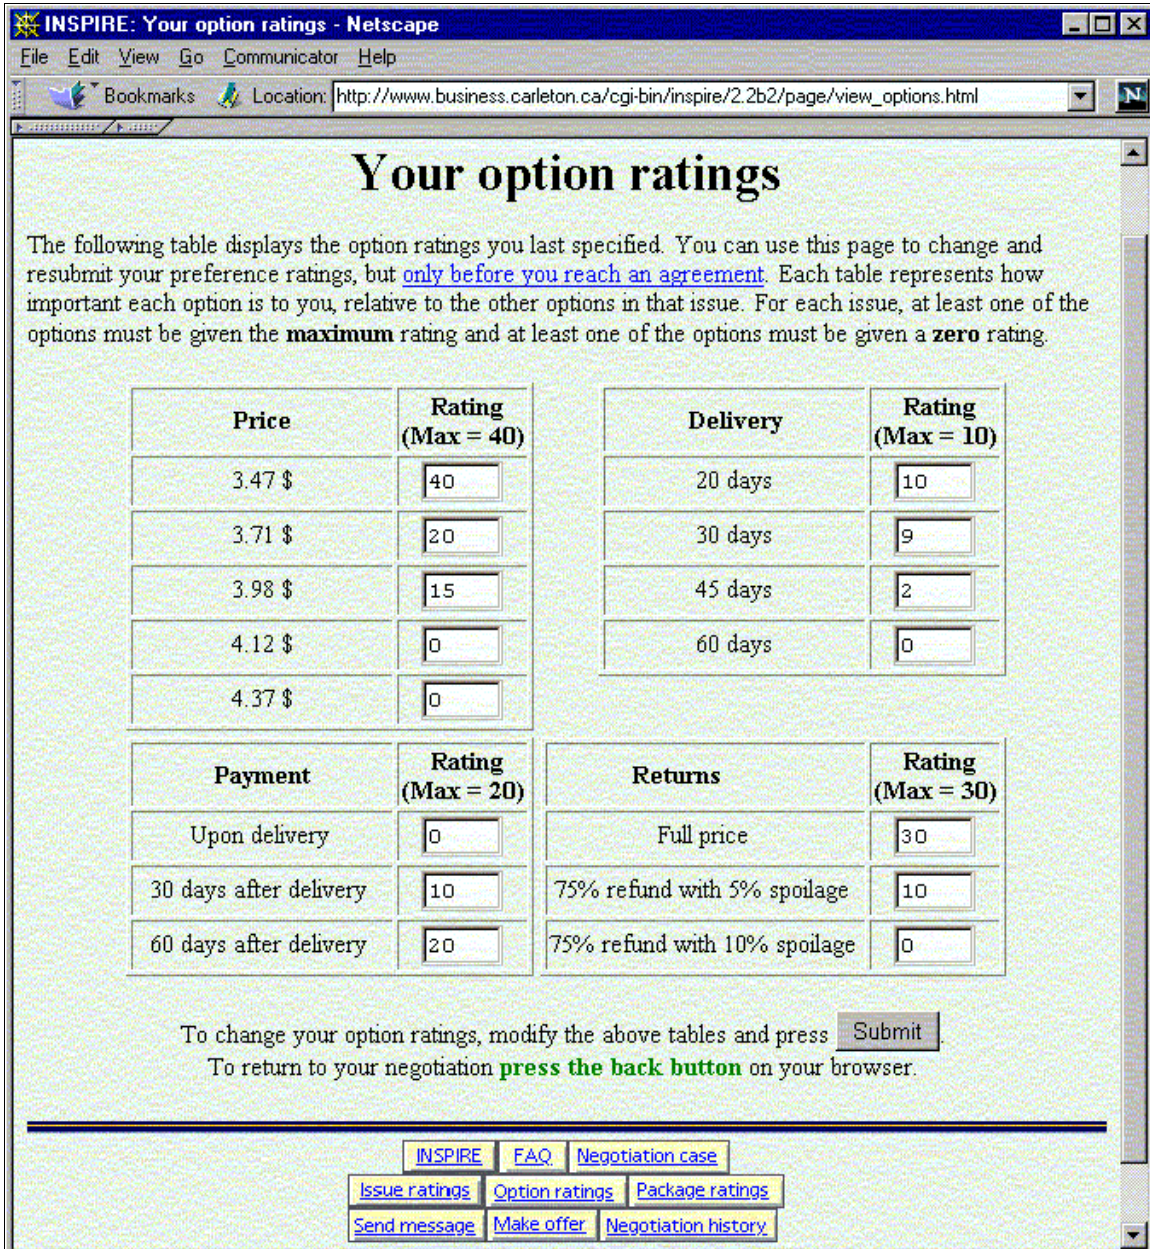 INSPIRE: Your option ratings - Netscape
File Edit View Go Communicator Help
Bookmarks Location: http://www.business.carleton.ca/cgi-bin/inspire/2.2b2/page/view_options.html N
Your option ratings
The following table displays the option ratings you last specified. You can use this page to change and
resubmit your preference ratings, but only before you reach an agreement. Each table represents how
important each option is to you, relative to the other options in that issue. For each issue, at least one of the
options must be given the maximum rating and at least one of the options must be given a zero rating.
Price Rating (Max = 40)
3.47 $ 40
3.71 $ 20
3.98 $ 15
4.12 $ 0
4.37 $ 0
Delivery Rating (Max = 10)
20 days 10
30 days 9
45 days 2
60 days 0
Payment Rating (Max = 20)
Upon delivery 0
30 days after delivery 10
60 days after delivery 20
Returns Rating (Max = 30)
Full price 30
75% refund with 5% spoilage 10
75% refund with 10% spoilage 0
To change your option ratings, modify the above tables and press Submit.
To return to your negotiation press the back button on your browser.
INSPIRE FAQ Negotiation case
Issue ratings Option ratings Package ratings
Send message Make offer Negotiation history